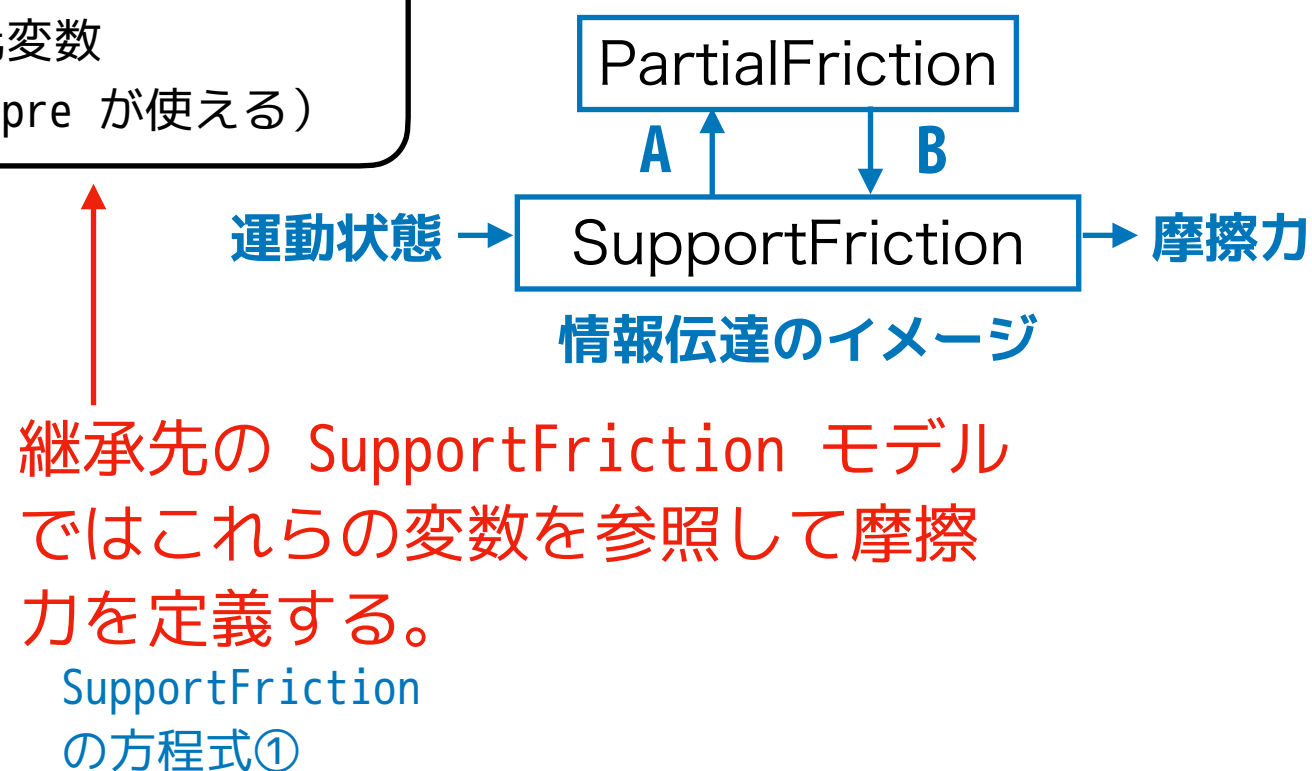 変数
pre が使える）
PartialFriction
A
B
運動状態
SupportFriction
摩擦力
情報伝達のイメージ
継承先の SupportFriction モデル
ではこれらの変数を参照して摩擦
力を定義する。
SupportFriction
の方程式①